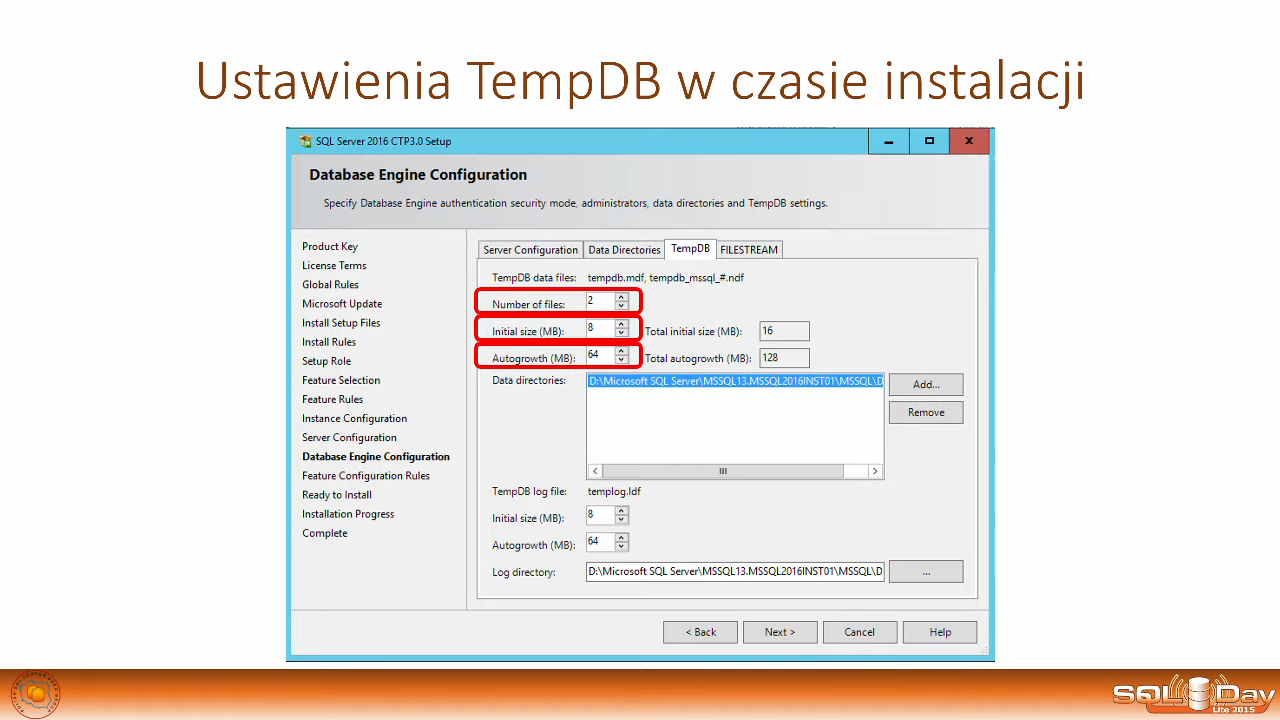 Ustawienia TempDB w czasie instalacji
SQL Server 2016 CTP3.0 Setup
Database Engine Configuration
Specify Database Engine authentication security mode, administrators, data directories and TempDB settings.
Product Key
License Terms
Global Rules
Microsoft Update
Install Setup Files
Install Rules
Setup Role
Feature Selection
Feature Rules
Instance Configuration
Server Configuration
Database Engine Configuration
Feature Configuration Rules
Ready to Install
Installation Progress
Complete
Server Configuration Data Directories TempDB FILESTREAM
TempDB data files: tempdb.mdf, tempdb_mssql_#.ndf
Number of files: 2
Initial size (MB): 8 Total initial size (MB): 16
Autogrowth (MB): 64 Total autogrowth (MB): 128
Data directories: D:\Microsoft SQL Server\MSSQL13.MSSQL2016INST01\MSSQL\D Add...
Remove
TempDB log file: templog.ldf
Initial size (MB): 8
Autogrowth (MB): 64
Log directory: D:\Microsoft SQL Server\MSSQL13.MSSQL2016INST01\MSSQL\D ...
< Back Next > Cancel Help
SQL Day
Lite 2015